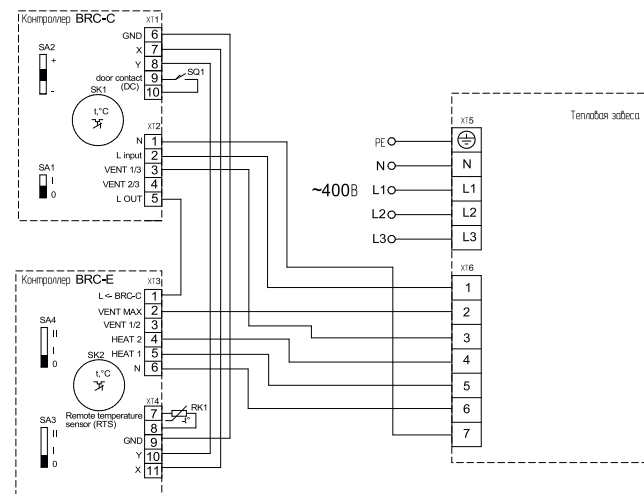 Контроллер BRC-C
XT1
SA2
+
-
GND 6
X 7
Y 8
door contact (DC) 9
10
SQ1
SK1
t,°C
XT2
N 1
L input 2
VENT 1/3 3
VENT 2/3 4
L OUT 5
SA1
I
0
Контроллер BRC-E
XT3
L <- BRC-C 1
VENT MAX 2
VENT 1/2 3
HEAT 2 4
HEAT 1 5
N 6
SA4
II
I
0
SK2
t,°C
XT4
Remote temperature
sensor (RTS)
7
8
GND 9
Y 10
X 11
RK1
t°
SA3
II
I
0
Тепловая завеса
XT5
PE
N N
~400В
L1 L1
L2 L2
L3 L3
XT6
1
2
3
4
5
6
7